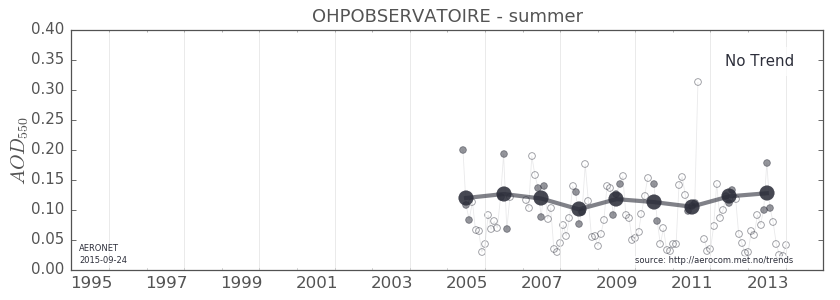 OHPOBSERVATOIRE - summer
0.40
0.35
0.30
0.25
0.20
0.15
0.10
0.05
0.00
AOD550
No Trend
AERONET
2015-09-24
source: http://aerocom.met.no/trends
1995 1997 1999 2001 2003 2005 2007 2009 2011 2013